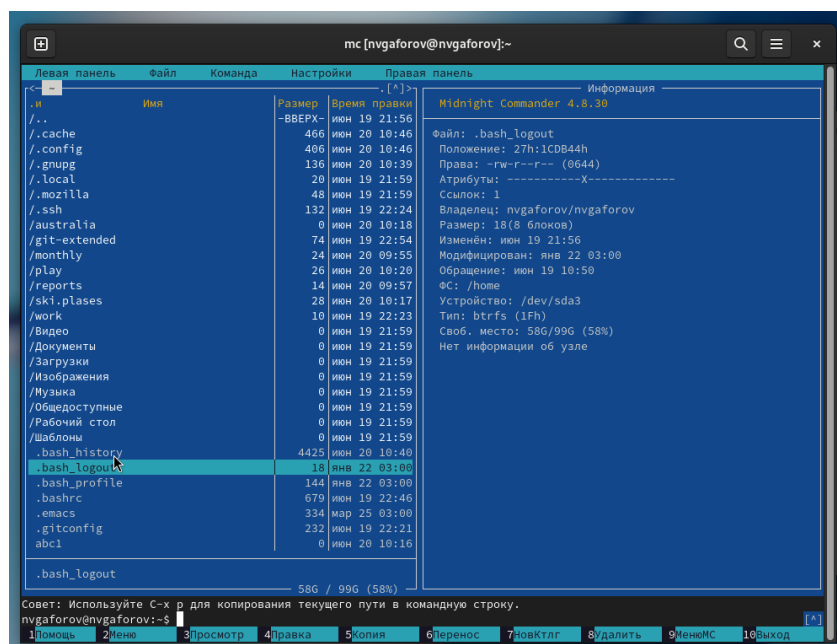 mc [nvgaforov@nvgaforov]:~
Левая панель Файл Команда Настройки Правая панель
<- ~ .[^]>
.и Имя Размер Время правки
/.. -ВВЕРХ- июн 19 21:56
/.cache 466 июн 20 10:46
/.config 406 июн 20 10:46
/.gnupg 136 июн 20 10:39
/.local 20 июн 19 21:59
/.mozilla 48 июн 19 21:59
/.ssh 132 июн 19 22:24
/australia 0 июн 20 10:18
/git-extended 74 июн 19 22:54
/monthly 24 июн 20 09:55
/play 26 июн 20 10:20
/reports 14 июн 20 09:57
/ski.plases 28 июн 20 10:17
/work 10 июн 19 22:23
/Видео 0 июн 19 21:59
/Документы 0 июн 19 21:59
/Загрузки 0 июн 19 21:59
/Изображения 0 июн 19 21:59
/Музыка 0 июн 19 21:59
/Общедоступные 0 июн 19 21:59
/Рабочий стол 0 июн 19 21:59
/Шаблоны 0 июн 19 21:59
.bash_history 4425 июн 20 10:40
.bash_logout 18 янв 22 03:00
.bash_profile 144 янв 22 03:00
.bashrc 679 июн 19 22:46
.emacs 334 мар 25 03:00
.gitconfig 232 июн 19 22:21
abc1 0 июн 20 10:16
.bash_logout
58G / 99G (58%)
Информация
Midnight Commander 4.8.30
Файл: .bash_logout
Положение: 27h:1CDB44h
Права: -rw-r--r-- (0644)
Атрибуты: -----------X-------------
Ссылок: 1
Владелец: nvgaforov/nvgaforov
Размер: 18(8 блоков)
Изменён: июн 19 21:56
Модифицирован: янв 22 03:00
Обращение: июн 19 10:50
ФС: /home
Устройство: /dev/sda3
Тип: btrfs (1Fh)
Своб. место: 58G/99G (58%)
Нет информации об узле
Совет: Используйте C-x p для копирования текущего пути в командную строку.
nvgaforov@nvgaforov:~$ [^]
1Помощь 2Меню 3Просмотр 4Правка 5Копия 6Перенос 7НовКтлг 8Удалить 9МенюMC 10Выход